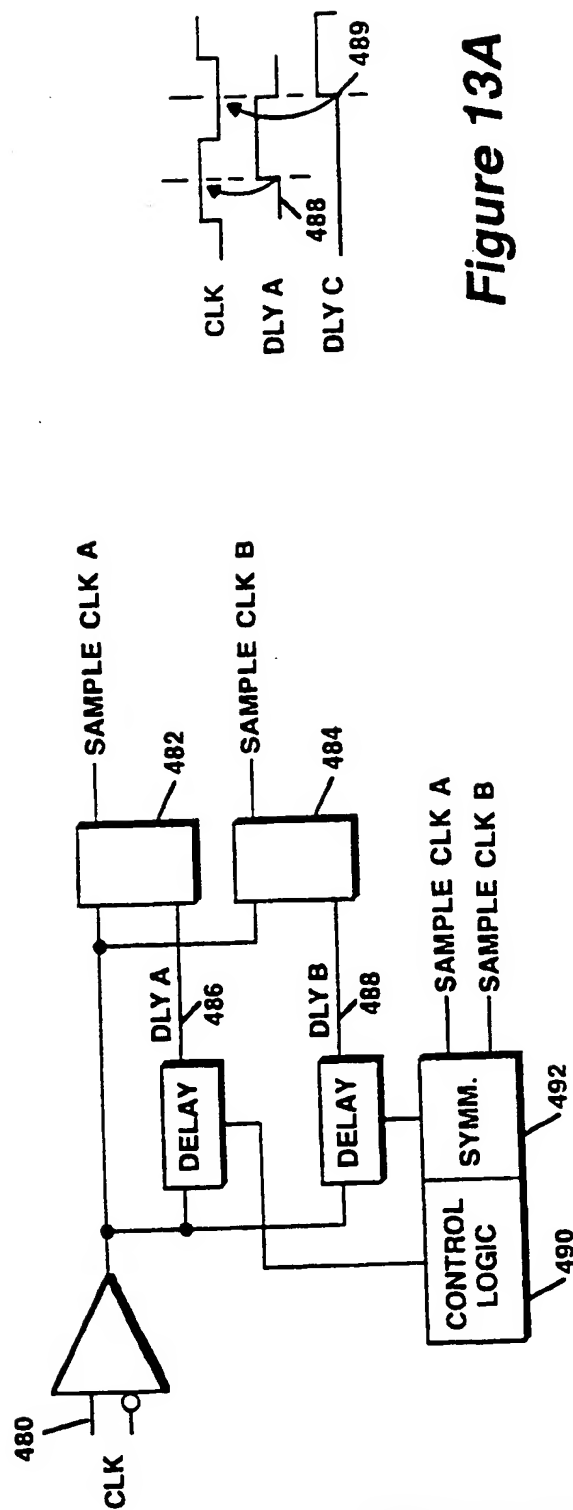 480
CLK
DLY A
486
DELAY
DLY B
488
DELAY
SAMPLE CLK A
482
SAMPLE CLK B
484
CONTROL
LOGIC
SYMM.
490
492
SAMPLE CLK A
SAMPLE CLK B
CLK
DLY A
DLY C
488
489
Figure 13A